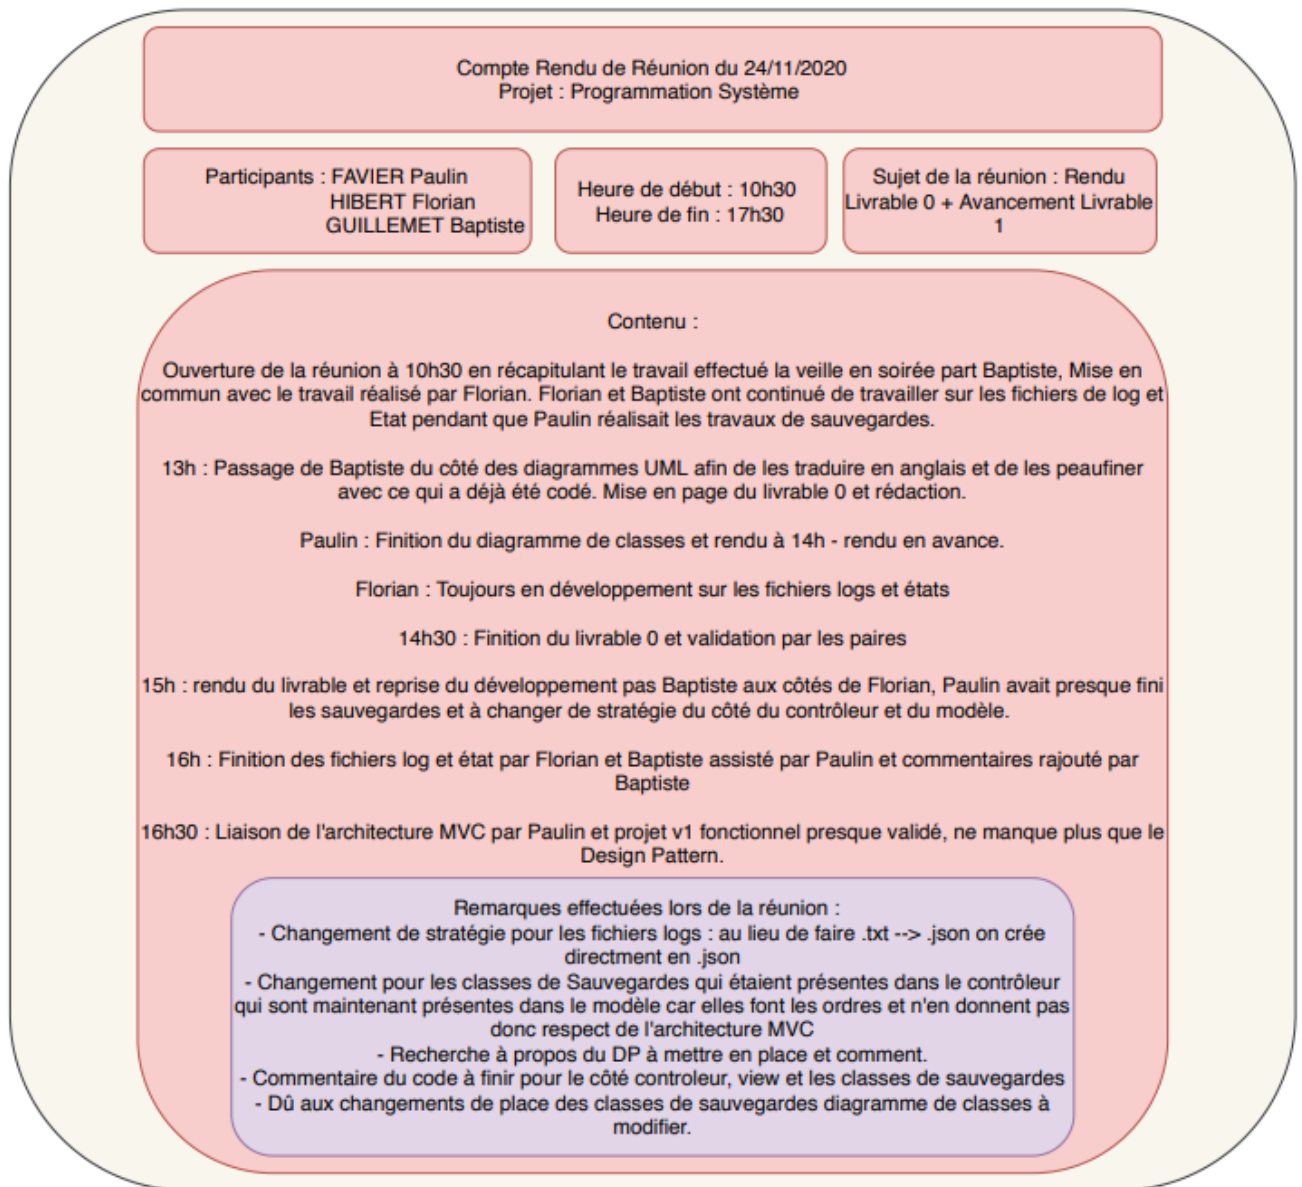 Compte Rendu de Réunion du 24/11/2020
Projet : Programmation Système
Participants : FAVIER Paulin
HIBERT Florian
GUILLEMET Baptiste
Heure de début : 10h30
Heure de fin : 17h30
Sujet de la réunion : Rendu
Livrable 0 + Avancement Livrable
1
Contenu :
Ouverture de la réunion à 10h30 en récapitulant le travail effectué la veille en soirée part Baptiste, Mise en
commun avec le travail réalisé par Florian. Florian et Baptiste ont continué de travailler sur les fichiers de log et
Etat pendant que Paulin réalisait les travaux de sauvegardes.
13h : Passage de Baptiste du côté des diagrammes UML afin de les traduire en anglais et de les peaufiner
avec ce qui a déjà été codé. Mise en page du livrable 0 et rédaction.
Paulin : Finition du diagramme de classes et rendu à 14h - rendu en avance.
Florian : Toujours en développement sur les fichiers logs et états
14h30 : Finition du livrable 0 et validation par les paires
15h : rendu du livrable et reprise du développement pas Baptiste aux côtés de Florian, Paulin avait presque fini
les sauvegardes et à changer de stratégie du côté du contrôleur et du modèle.
16h : Finition des fichiers log et état par Florian et Baptiste assisté par Paulin et commentaires rajouté par
Baptiste
16h30 : Liaison de l'architecture MVC par Paulin et projet v1 fonctionnel presque validé, ne manque plus que le
Design Pattern.
Remarques effectuées lors de la réunion :
- Changement de stratégie pour les fichiers logs : au lieu de faire .txt --> .json on crée
directment en .json
- Changement pour les classes de Sauvegardes qui étaient présentes dans le contrôleur
qui sont maintenant présentes dans le modèle car elles font les ordres et n'en donnent pas
donc respect de l'architecture MVC
- Recherche à propos du DP à mettre en place et comment.
- Commentaire du code à finir pour le côté controleur, view et les classes de sauvegardes
- Dû aux changements de place des classes de sauvegardes diagramme de classes à
modifier.